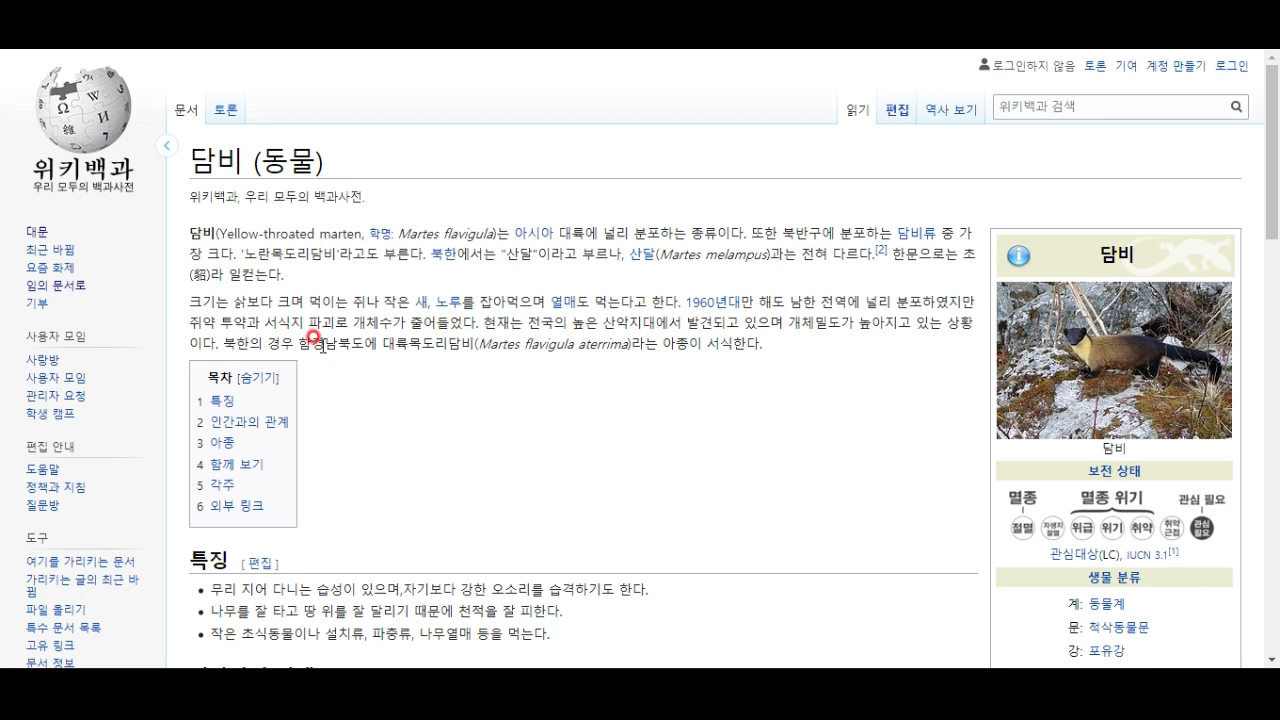 로그인하지 않음 토론 기여 계정 만들기 로그인
문서 토론
읽기 편집 역사 보기 위키백과 검색
위키백과
우리 모두의 백과사전
담비 (동물)
위키백과, 우리 모두의 백과사전.
담비(Yellow-throated marten, 학명: Martes flavigula)는 아시아 대륙에 널리 분포하는 종류이다. 또한 북반구에 분포하는 담비류 중 가
장 크다. '노란목도리담비'라고도 부른다. 북한에서는 "산달"이라고 부르나, 산달(Martes melampus)과는 전혀 다르다.[2] 한문으로는 초
(貂)라 일컫는다.
크기는 삵보다 크며 먹이는 쥐나 작은 새, 노루를 잡아먹으며 열매도 먹는다고 한다. 1960년대만 해도 남한 전역에 널리 분포하였지만
쥐약 투약과 서식지 파괴로 개체수가 줄어들었다. 현재는 전국의 높은 산악지대에서 발견되고 있으며 개체밀도가 높아지고 있는 상황
이다. 북한의 경우 함경남북도에 대륙목도리담비(Martes flavigula aterrima)라는 아종이 서식한다.
목차 [숨기기]
1 특징
2 인간과의 관계
3 아종
4 함께 보기
5 각주
6 외부 링크
특징 [ 편집 ]
• 무리 지어 다니는 습성이 있으며,자기보다 강한 오소리를 습격하기도 한다.
• 나무를 잘 타고 땅 위를 잘 달리기 때문에 천적을 잘 피한다.
• 작은 초식동물이나 설치류, 파충류, 나무열매 등을 먹는다.
대문
최근 바뀜
요즘 화제
임의 문서로
기부
사용자 모임
사랑방
사용자 모임
관리자 요청
학생 캠프
편집 안내
도움말
정책과 지침
질문방
도구
여기를 가리키는 문서
가리키는 글의 최근 바
뀜
파일 올리기
특수 문서 목록
고유 링크
문서 정보
담비
담비
보전 상태
멸종 멸종 위기 관심 필요
절멸 자생지 절멸 위급 위기 취약 취약 근접 관심 필요
관심대상(LC), IUCN 3.1[1]
생물 분류
계: 동물계
문: 척삭동물문
강: 포유강